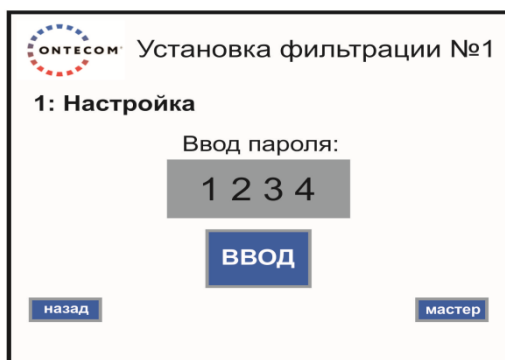 ONTECOM Установка фильтрации №1
1: Настройка
Ввод пароля:
1 2 3 4
ВВОД
назад мастер